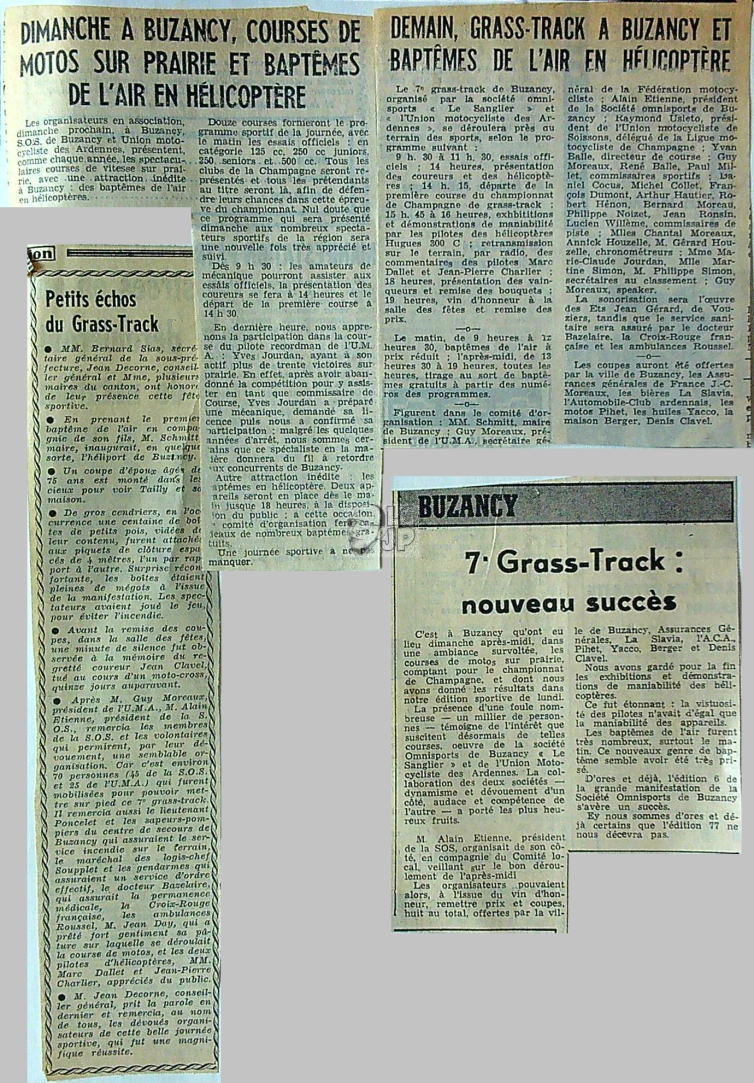 DIMANCHE A BUZANCY, COURSES DE
MOTOS SUR PRAIRIE ET BAPTÊMES
DE L'AIR EN HÉLICOPTÈRE
Les organisateurs en association,
dimanche prochain, à Buzancy,
S.O.S. de Buzancy et Union moto-
cycliste des Ardennes, présentent,
comme chaque année, les spectacu-
laires courses de vitesse sur prai-
rie, avec une attraction inédite
à Buzancy : des baptêmes de l'air
en hélicoptères.
Douze courses formeront le pro-
gramme sportif de la journée, avec
le matin les essais officiels : en
catégorie 125 cc, 250 cc juniors,
250 seniors et 500 cc. Tous les
clubs de la Champagne seront re-
présentés et tous les prétendants
au titre seront là, afin de défen-
dre leurs chances dans cette épreu-
ve du championnat. Nul doute que
ce programme qui sera présenté
dimanche aux nombreux specta-
teurs sportifs de la région sera
une nouvelle fois très apprécié et
suivi.
Dès 9 h 30 : les amateurs de
mécanique pourront assister aux
essais officiels, la présentation des
coureurs se fera à 14 heures et le
départ de la première course à
14 h 30.
En dernière heure, nous appre-
nons la participation dans la cour-
se du pilote recordman de l'U.M.
A. : Yves Jourdan, ayant à son
actif plus de trente victoires sur
prairie. En effet, après avoir aban-
donné la compétition pour y assis-
ter en tant que commissaire de
Course, Yves Jourdan a préparé
une mécanique, demandé sa li-
cence puis nous a confirmé sa
participation : malgré les quelques
années d'arrêt, nous sommes cer-
tains que ce spécialiste en la ma-
tière donnera du fil à retordre
aux concurrents de Buzancy.
Autre attraction inédite : les
baptêmes en hélicoptère. Deux ap-
pareils seront en place dès le ma-
tin jusque 18 heures, à la disposi-
tion du public ; à cette occasion,
comité d'organisation fera
de nombreux baptêmes gra-
tuits.
Une journée sportive à ne pas
manquer.
DEMAIN, GRASS-TRACK A BUZANCY ET
BAPTÊMES DE L'AIR EN HÉLICOPTÈRE
Le 7e grass-track de Buzancy,
organisé par la société omni-
sports « Le Sanglier » et
« l'Union motocycliste des Ar-
dennes », se déroulera près au
terrain des sports, selon le pro-
gramme suivant :
9 h. 30 à 11 h. 30, essais offi-
ciels ; 14 heures, présentation
des coureurs et des hélicoptè-
res ; 14 h. 15, départe de la
première course du championnat
de Champagne de grass-track ;
15 h. 45 à 16 heures, exhbititions
et démonstrations de maniabilité
par les pilotes des hélicoptères
Hugues 300 C ; retransmission
sur le terrain, par radio, des
commentaires des pilotes Marc
Dallet et Jean-Pierre Charlier ;
18 heures, présentation des vain-
queurs et remise des bouquets ;
19 heures, vin d'honneur à la
salle des fêtes et remise des
prix.
—o—
Le matin, de 9 heures à 12
heures 30, baptêmes de l'air à
prix réduit ; l'après-midi, de 13
heures 30 à 19 heures, toutes les
heures, tirage au sort de baptê-
mes gratuits à partir des numé-
ros des programmes.
—o—
Figurent dans le comité d'or-
ganisation : MM. Schmitt, maire
de Buzancy ; Guy Moreaux, pré-
sident de l'U.M.A., secrétaire gé-
néral de la Fédération motocy-
cliste ; Alain Etienne, président
de la Société omnisports de Bu-
zancy ; Raymond Usieto, prési-
dent de l'Union motocycliste de
Soissons, délégué de la Ligue mo-
tocycliste de Champagne ; Yvan
Balle, directeur de course ; Guy
Moreaux, René Balle, Paul Mil-
let, commissaires sportifs ; Da-
niel Cocus, Michel Collet, Fran-
çois Dumont, Arthur Hautier, Ro-
bert Hénon, Bernard Moreau,
Philippe Noizet, Jean Ronsin,
Lucien Willème, commissaires de
piste ; Mlles Chantal Moreaux,
Annick Houzelle, M. Gérard Hou-
zelle, chronométreurs ; Mme Ma-
rie-Claude Jourdan, Mlle Mar-
tine Simon, M. Philippe Simon,
secrétaires au classement ; Guy
Moreaux, speaker.
La sonorisation sera l'œuvre
des Ets Jean Gérard, de Vou-
ziers, tandis que le service sani-
taire sera assuré par le docteur
Bazelaire, la Croix-Rouge fran-
çaise et les ambulances Roussel.
—o—
Les coupes auront été offertes
par la ville de Buzancy, les Assu-
rances générales de France J.-C.
Moreaux, les bières La Slavia,
l'Automobile-Club ardennais, les
motos Pihet, les huiles Yacco, la
maison Berger, Denis Clavel.
ion
Petits échos
du Grass-Track
● MM. Bernard Sias, secré-
taire général de la sous-pré-
fecture, Jean Decorne, conseil-
ler général et Mme, plusieurs
maires du canton, ont honoré
de leur présence cette fête
sportive.
● En prenant le premier
baptême de l'air en compa-
gnie de son fils, M. Schmitt,
maire, inaugurait, en quelque
sorte, l'héliport de Buzancy.
● Un coupe d'époux âgés de
75 ans est monté dans les
cieux pour voir Tailly et sa
maison.
● De gros cendriers, en l'oc-
currence une centaine de boî-
tes de petits pois, vidées de
leur contenu, furent attachés
aux piquets de clôture espa-
cés de 4 mètres, l'un par rap-
port à l'autre. Surprise récon-
fortante, les boîtes étaient
pleines de mégots à l'issue
de la manifestation. Les spec-
tateurs avaient joué le jeu,
pour éviter l'incendie.
● Avant la remise des cou-
pes, dans la salle des fêtes,
une minute de silence fut ob-
servée à la mémoire du re-
gretté coureur Jean Clavel,
tué au cours d'un moto-cross,
quinze jours auparavant.
● Après M. Guy Moreaux,
président de l'U.M.A., M. Alain
Etienne, président de la S.
O.S., remercia les membres
de la S.O.S. et les volontaires
qui permirent, par leur dé-
vouement, une semblable or-
ganisation. Car c'est environ
70 personnes (45 de la S.O.S.
et 25 de l'U.M.A.) qui furent
mobilisées pour pouvoir met-
tre sur pied ce 7e grass-track.
Il remercia aussi le lieutenant
Poncelet et les sapeurs-pom-
piers du centre de secours de
Buzancy qui assuraient le ser-
vice incendie sur le terrain,
le maréchal des logis-chef
Soupplet et les gendarmes qui
assuraient un service d'ordre
effectif, le docteur Bazelaire,
qui assurait la permanence
médicale, la Croix-Rouge
française, les ambulances
Roussel, M. Jean Day, qui a
prêté fort gentiment sa pâ-
ture sur laquelle se déroulait
la course de motos, et les deux
pilotes d'hélicoptères, MM.
Marc Dallet et Jean-Pierre
Charlier, appréciés du public.
● M. Jean Decorne, conseil-
ler général, prit la parole en
dernier et remercia, au nom
de tous, les dévoués organi-
sateurs de cette belle journée
sportive, qui fut une magni-
fique réussite.
BUZANCY
7e Grass-Track :
nouveau succès
C'est à Buzancy qu'ont eu
lieu dimanche après-midi, dans
une ambiance survoltée, les
courses de motos sur prairie,
comptant pour le championnat
de Champagne, et dont nous
avons donné les résultats dans
notre édition sportive de lundi.
La présence d'une foule nom-
breuse — un millier de person-
nes — témoigne de l'intérêt que
suscitent désormais de telles
courses, oeuvre de la société
Omnisports de Buzancy « Le
Sanglier » et de l'Union Moto-
cycliste des Ardennes. La col-
laboration des deux sociétés —
dynamisme et dévouement d'un
côté, audace et compétence de
l'autre — a porté les plus heu-
reux fruits.
M. Alain Etienne, président
de la SOS, organisait de son cô-
té, en compagnie du Comité lo-
cal, veillant sur le bon dérou-
lement de l'après-midi
Les organisateurs pouvaient
alors, à l'issue du vin d'hon-
neur, remettre prix et coupes,
huit au total, offertes par la vil-
le de Buzancy, Assurances Gé-
nérales, La Slavia, l'A.C.A.,
Pihet, Yacco, Berger et Denis
Clavel.
Nous avons gardé pour la fin
les exhibitions et démonstra-
tions de maniabilité des héli-
coptères.
Ce fut étonnant : la vistuosi-
té des pilotes n'avait d'égal que
la maniabilité des appareils.
Les baptêmes de l'air furent
très nombreux, surtout le ma-
tin. Ce nouveaux genre de bap-
tême semble avoir été très pri-
sé.
D'ores et déjà, l'édition 6 de
la grande manifestation de la
Société Omnisports de Buzancy
s'avère un succès.
Ey nous sommes d'ores et dé-
jà certains que l'édition 77 ne
nous décevra pas.